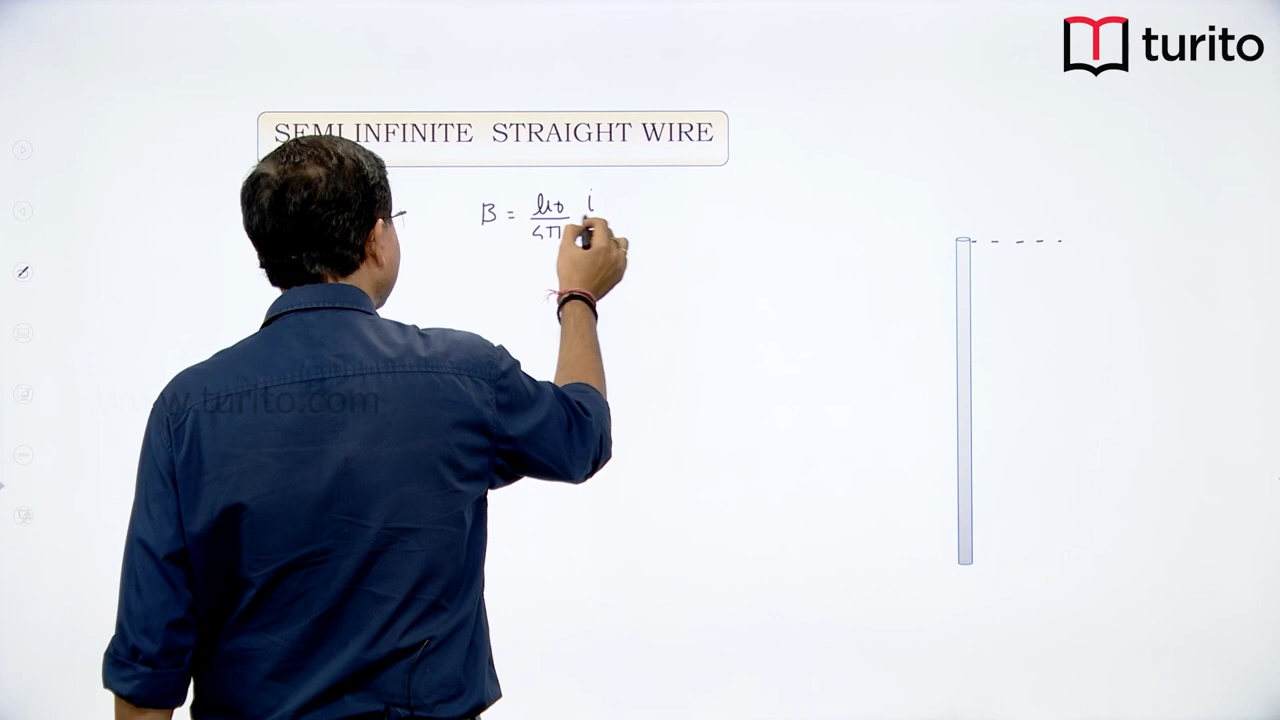 turito
SEMI INFINITE STRAIGHT WIRE
B = μ0 i
4π
www.turito.com